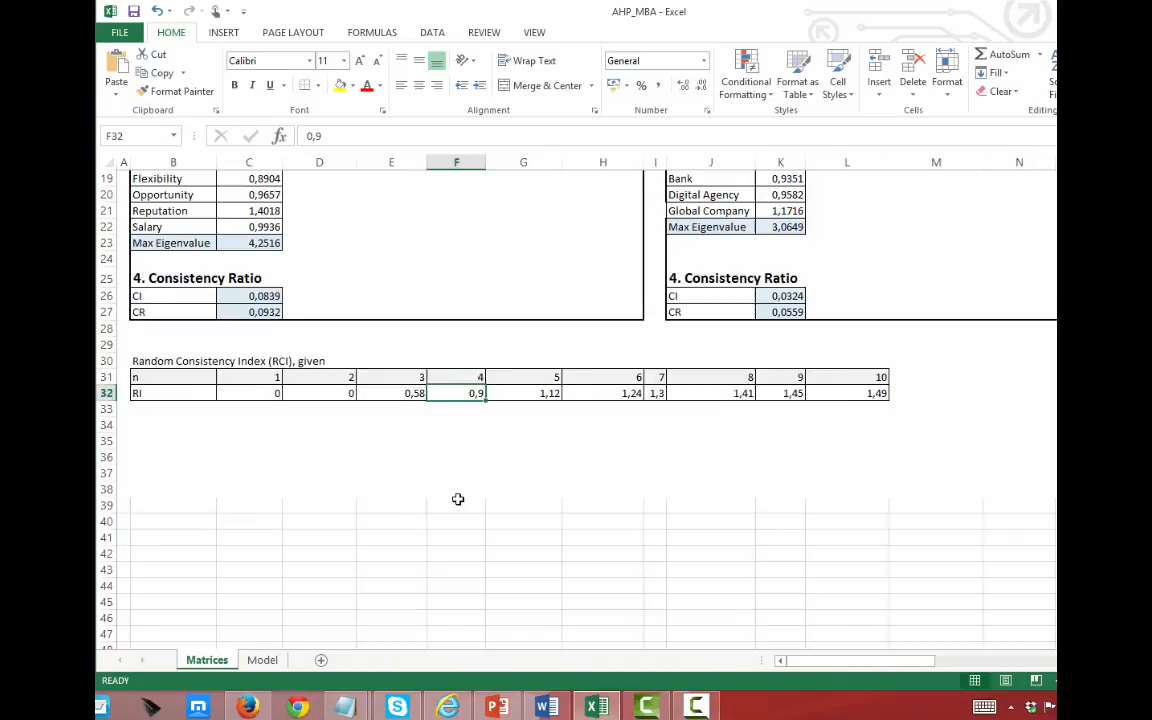 AHP_MBA - Excel
FILE HOME INSERT PAGE LAYOUT FORMULAS DATA REVIEW VIEW
Cut
Copy
Format Painter
Paste
Clipboard
Calibri 11
B I U
Font
Wrap Text
Merge & Center
Alignment
General
%
Number
Conditional Formatting
Format as Table
Cell Styles
Styles
Insert Delete Format
Cells
AutoSum
Fill
Clear
Editing
F32 fx 0,9
A B C D E F G H I J K L M N
19 Flexibility 0,8904 Bank 0,9351
20 Opportunity 0,9657 Digital Agency 0,9582
21 Reputation 1,4018 Global Company 1,1716
22 Salary 0,9936 Max Eigenvalue 3,0649
23 Max Eigenvalue 4,2516
24
25 4. Consistency Ratio 4. Consistency Ratio
26 CI 0,0839 CI 0,0324
27 CR 0,0932 CR 0,0559
28
29
30 Random Consistency Index (RCI), given
31 n 1 2 3 4 5 6 7 8 9 10
32 RI 0 0 0,58 0,9 1,12 1,24 1,3 1,41 1,45 1,49
33
34
35
36
37
38
39
40
41
42
43
44
45
46
47
Matrices Model
READY